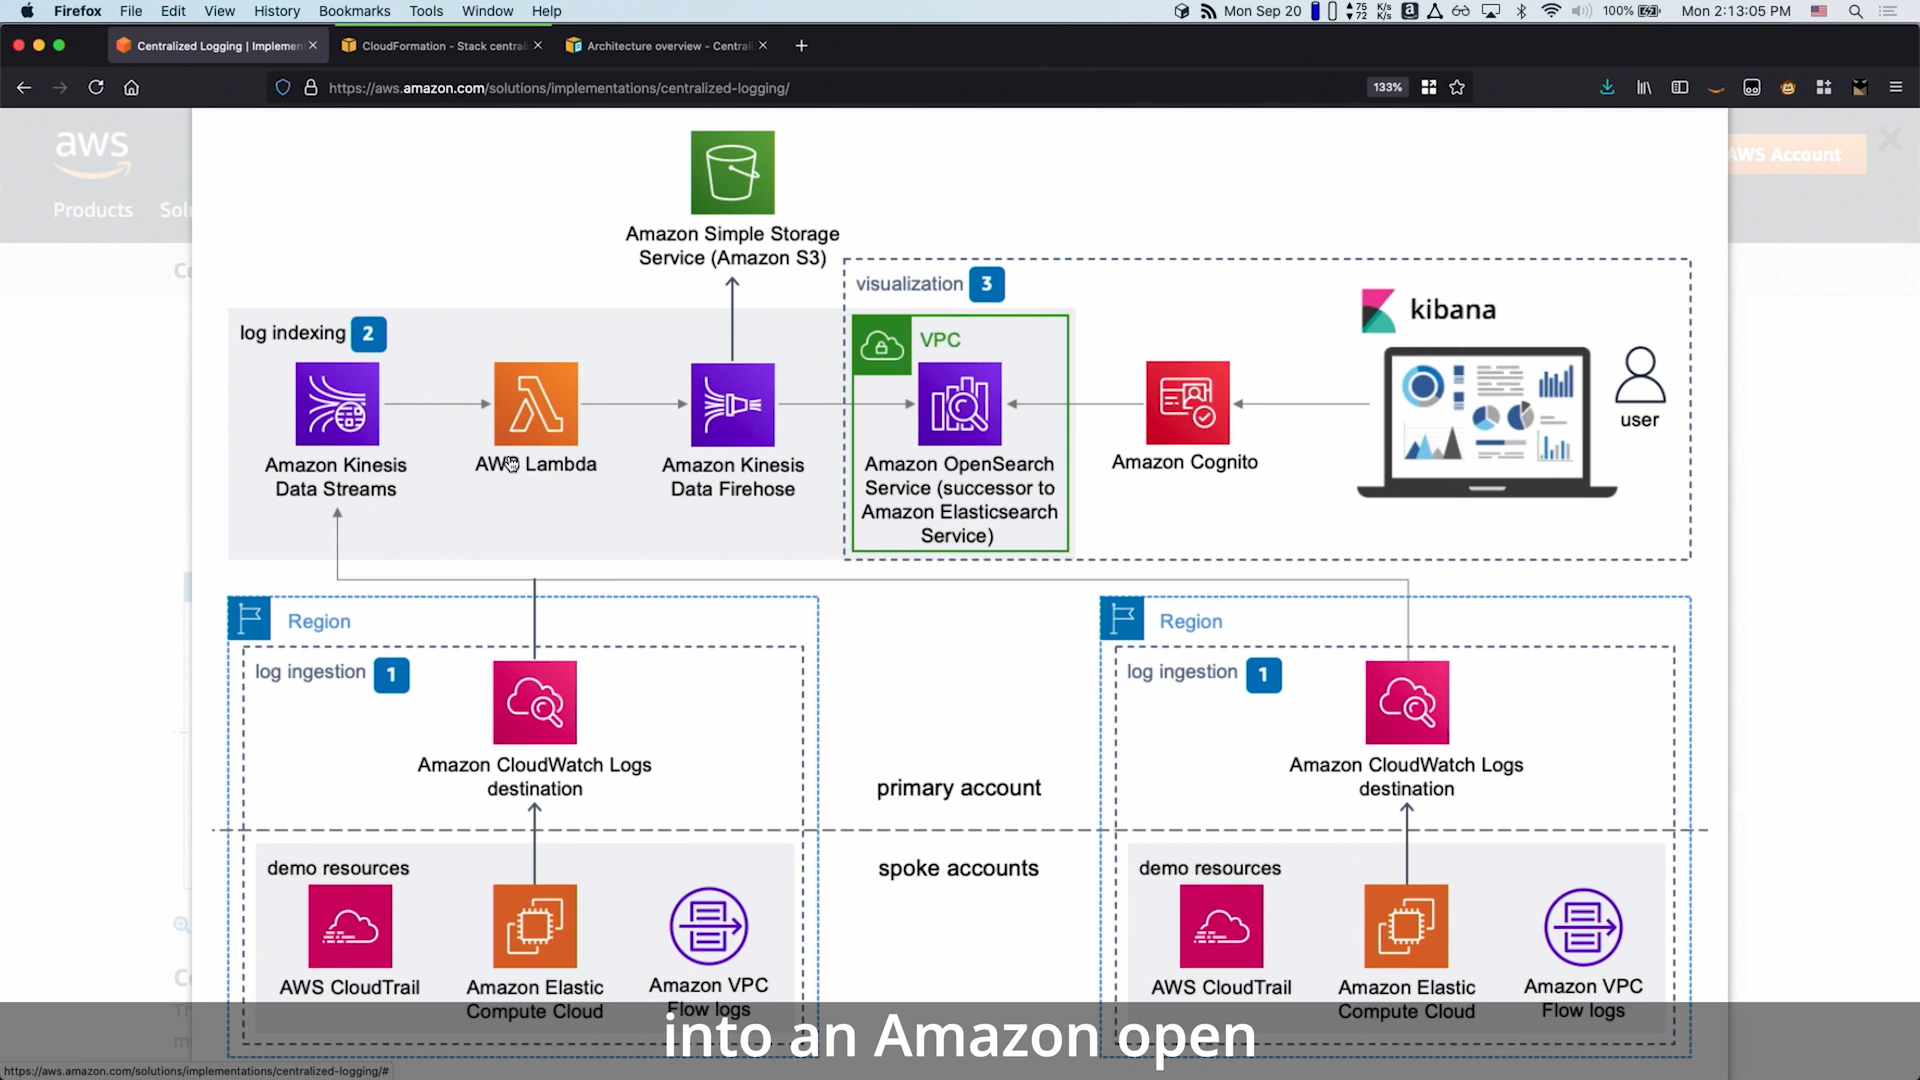 Firefox File Edit View History Bookmarks Tools Window Help
Mon Sep 20 75 72 K/s K/s 100% Mon 2:13:05 PM
Centralized Logging | Implemen
CloudFormation - Stack central
Architecture overview - Central
https://aws.amazon.com/solutions/implementations/centralized-logging/ 133%
aws
AWS Account
Products Sol
Amazon Simple Storage
Service (Amazon S3)
visualization 3
kibana
log indexing 2
VPC
user
Amazon Kinesis
Data Streams
AWS Lambda
Amazon Kinesis
Data Firehose
Amazon OpenSearch
Service (successor to
Amazon Elasticsearch
Service)
Amazon Cognito
Region
log ingestion 1
Amazon CloudWatch Logs
destination
Region
log ingestion 1
Amazon CloudWatch Logs
destination
primary account
spoke accounts
demo resources
AWS CloudTrail
Amazon Elastic
Compute Cloud
Amazon VPC
Flow logs
demo resources
AWS CloudTrail
Amazon Elastic
Compute Cloud
Amazon VPC
Flow logs
into an Amazon open
https://aws.amazon.com/solutions/implementations/centralized-logging/#